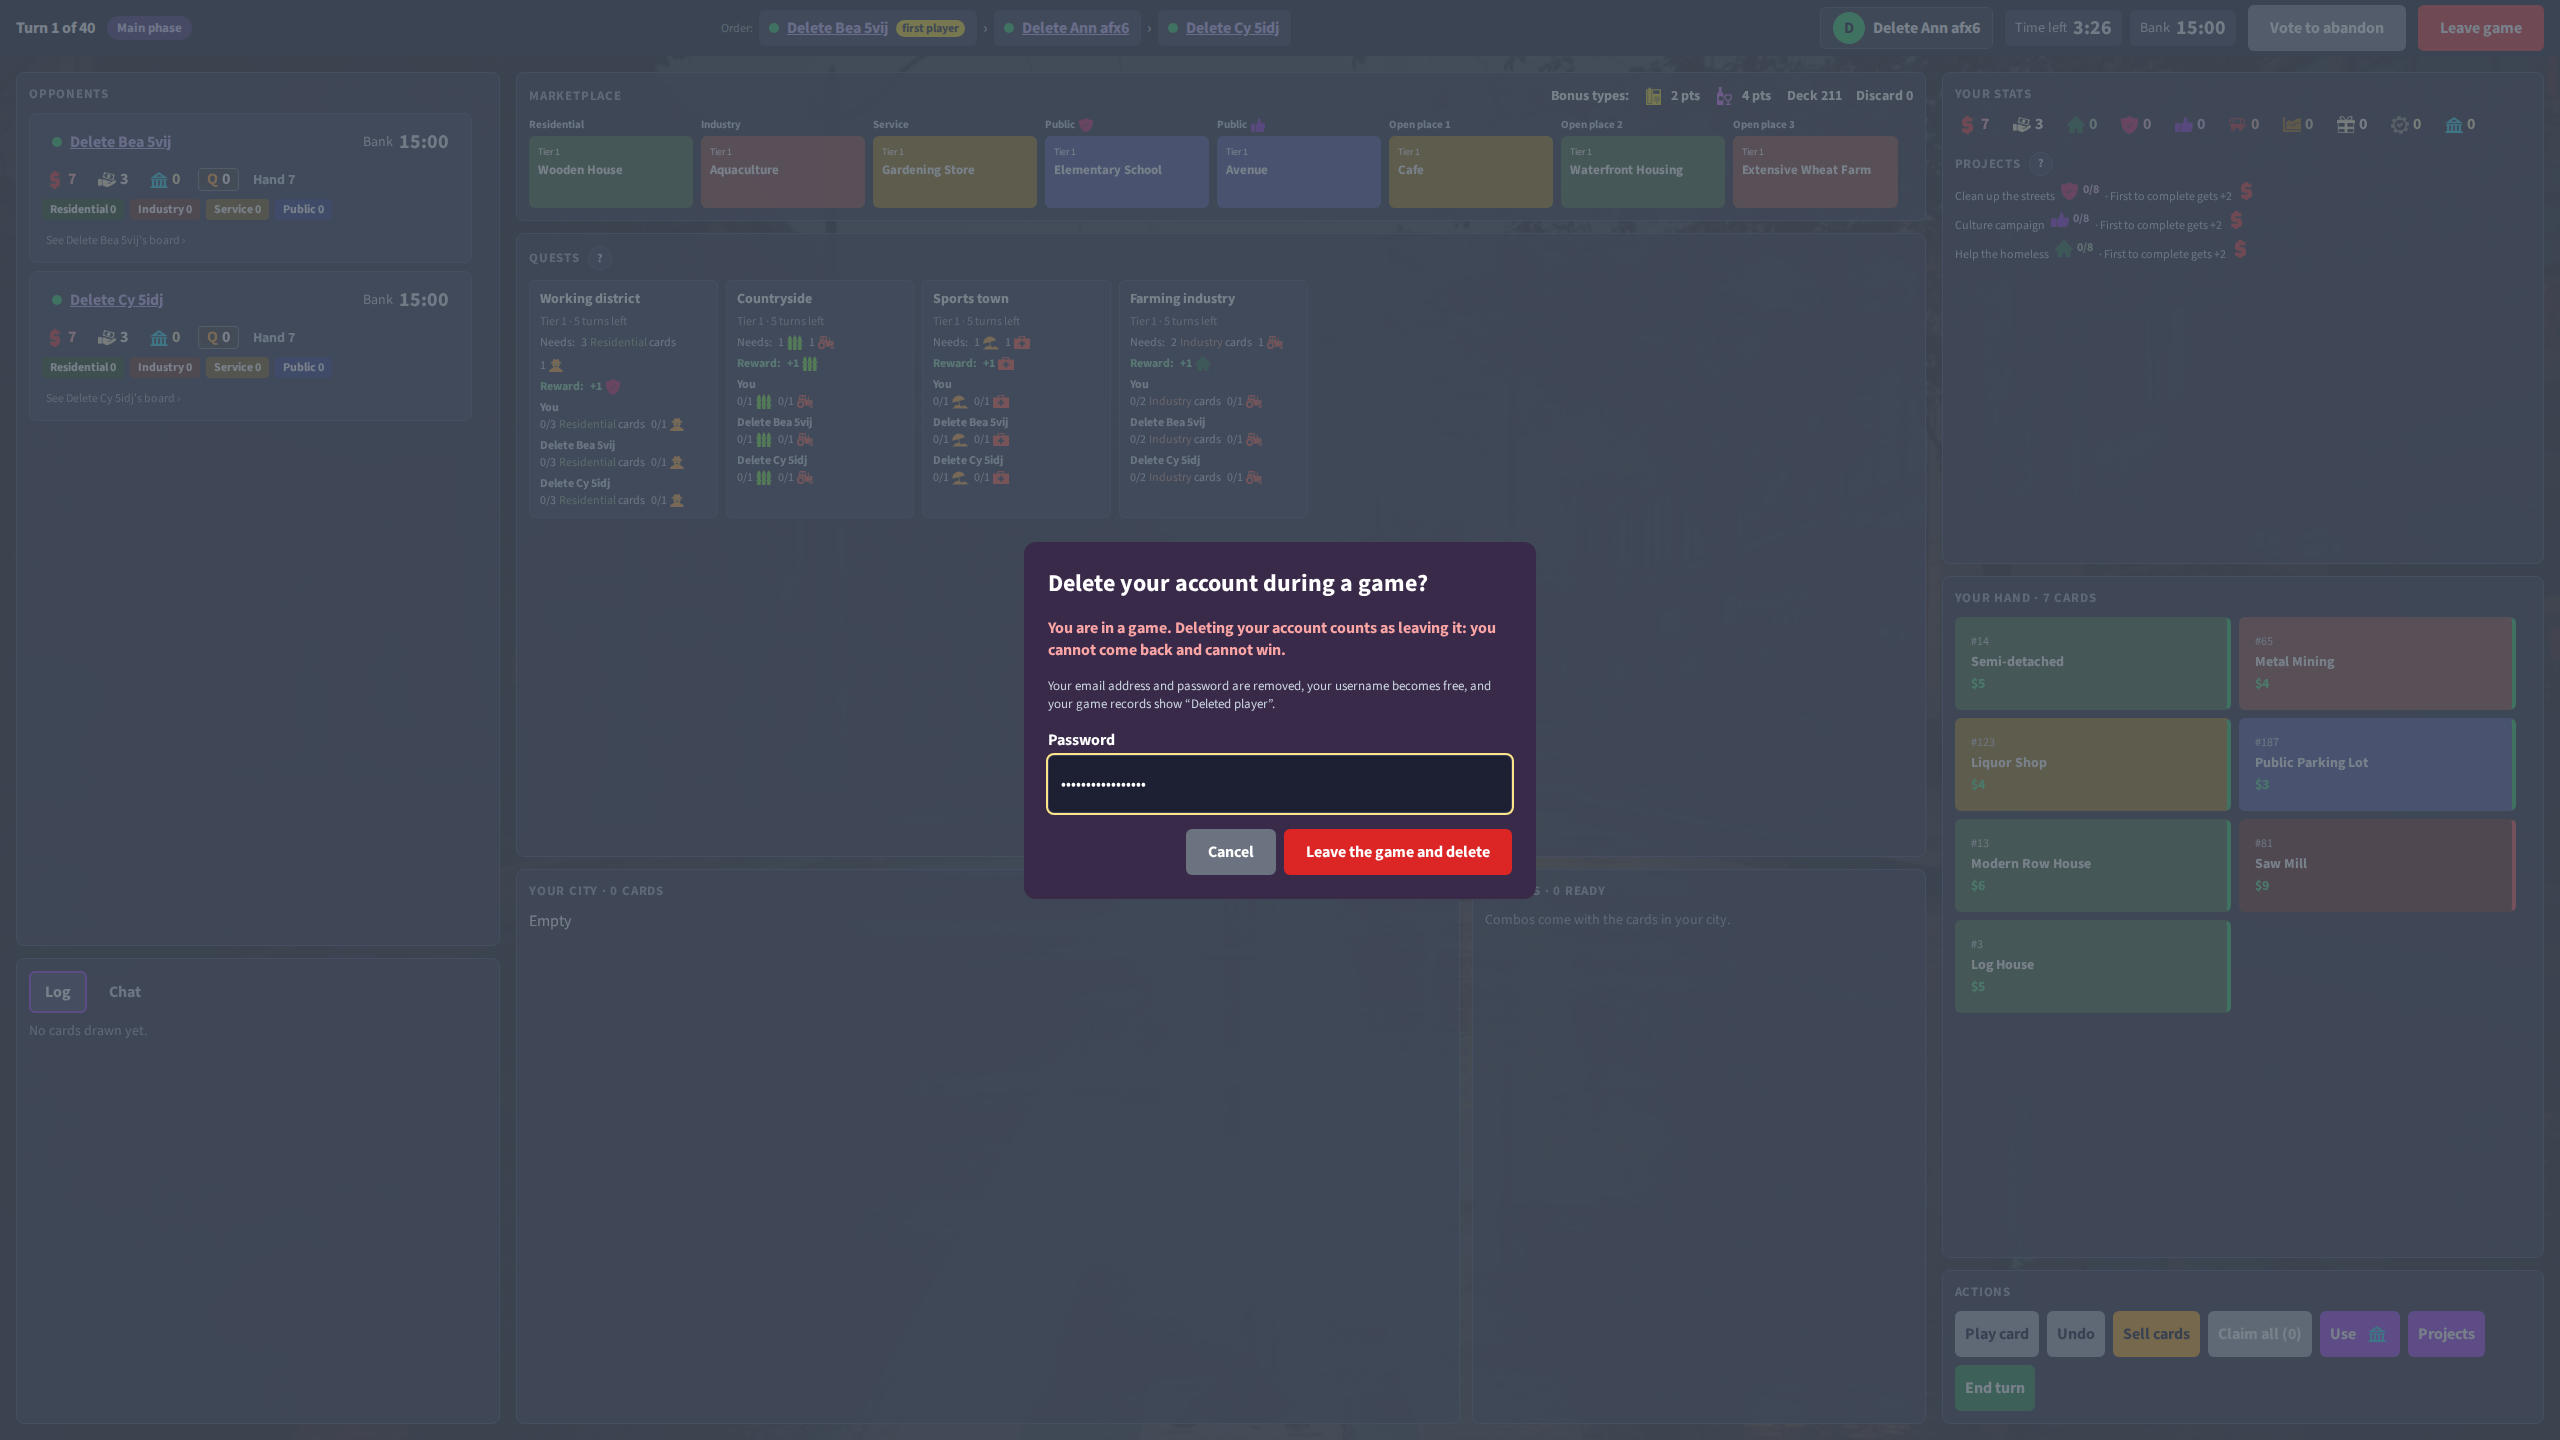 Turn 1 of 40 Main phase
Order: Delete Bea 5vij first player › Delete Ann afx6 › Delete Cy 5idj
D Delete Ann afx6 Time left 3:26 Bank 15:00 Vote to abandon Leave game
OPPONENTS
Delete Bea 5vij Bank 15:00
7 3 0 Q 0 Hand 7
Residential 0 Industry 0 Service 0 Public 0
See Delete Bea 5vij's board ›
Delete Cy 5idj Bank 15:00
7 3 0 Q 0 Hand 7
Residential 0 Industry 0 Service 0 Public 0
See Delete Cy 5idj's board ›
Log Chat
No cards drawn yet.
MARKETPLACE Bonus types: 2 pts 4 pts Deck 211 Discard 0
Residential Industry Service Public Public Open place 1 Open place 2 Open place 3
Tier 1 Tier 1 Tier 1 Tier 1 Tier 1 Tier 1 Tier 1 Tier 1
Wooden House Aquaculture Gardening Store Elementary School Avenue Cafe Waterfront Housing Extensive Wheat Farm
QUESTS ?
Working district
Tier 1 · 5 turns left
Needs: 3 Residential cards
1
Reward: +1
You
0/3 Residential cards 0/1
Delete Bea 5vij
0/3 Residential cards 0/1
Delete Cy 5idj
0/3 Residential cards 0/1
Countryside
Tier 1 · 5 turns left
Needs: 1 1
Reward: +1
You
0/1 0/1
Delete Bea 5vij
0/1 0/1
Delete Cy 5idj
0/1 0/1
Sports town
Tier 1 · 5 turns left
Needs: 1 1
Reward: +1
You
0/1 0/1
Delete Bea 5vij
0/1 0/1
Delete Cy 5idj
0/1 0/1
Farming industry
Tier 1 · 5 turns left
Needs: 2 Industry cards 1
Reward: +1
You
0/2 Industry cards 0/1
Delete Bea 5vij
0/2 Industry cards 0/1
Delete Cy 5idj
0/2 Industry cards 0/1
Delete your account during a game?
You are in a game. Deleting your account counts as leaving it: you
cannot come back and cannot win.
Your email address and password are removed, your username becomes free, and
your game records show “Deleted player”.
Password
•••••••••••••••••
Cancel Leave the game and delete
YOUR CITY · 0 CARDS
Empty
S · 0 READY
Combos come with the cards in your city.
YOUR STATS
7 3 0 0 0 0 0 0 0 0
PROJECTS ?
Clean up the streets 0/8 · First to complete gets +2
Culture campaign 0/8 · First to complete gets +2
Help the homeless 0/8 · First to complete gets +2
YOUR HAND · 7 CARDS
#14
Semi-detached
$5
#65
Metal Mining
$4
#123
Liquor Shop
$4
#187
Public Parking Lot
$3
#13
Modern Row House
$6
#81
Saw Mill
$9
#3
Log House
$5
ACTIONS
Play card Undo Sell cards Claim all (0) Use Projects
End turn